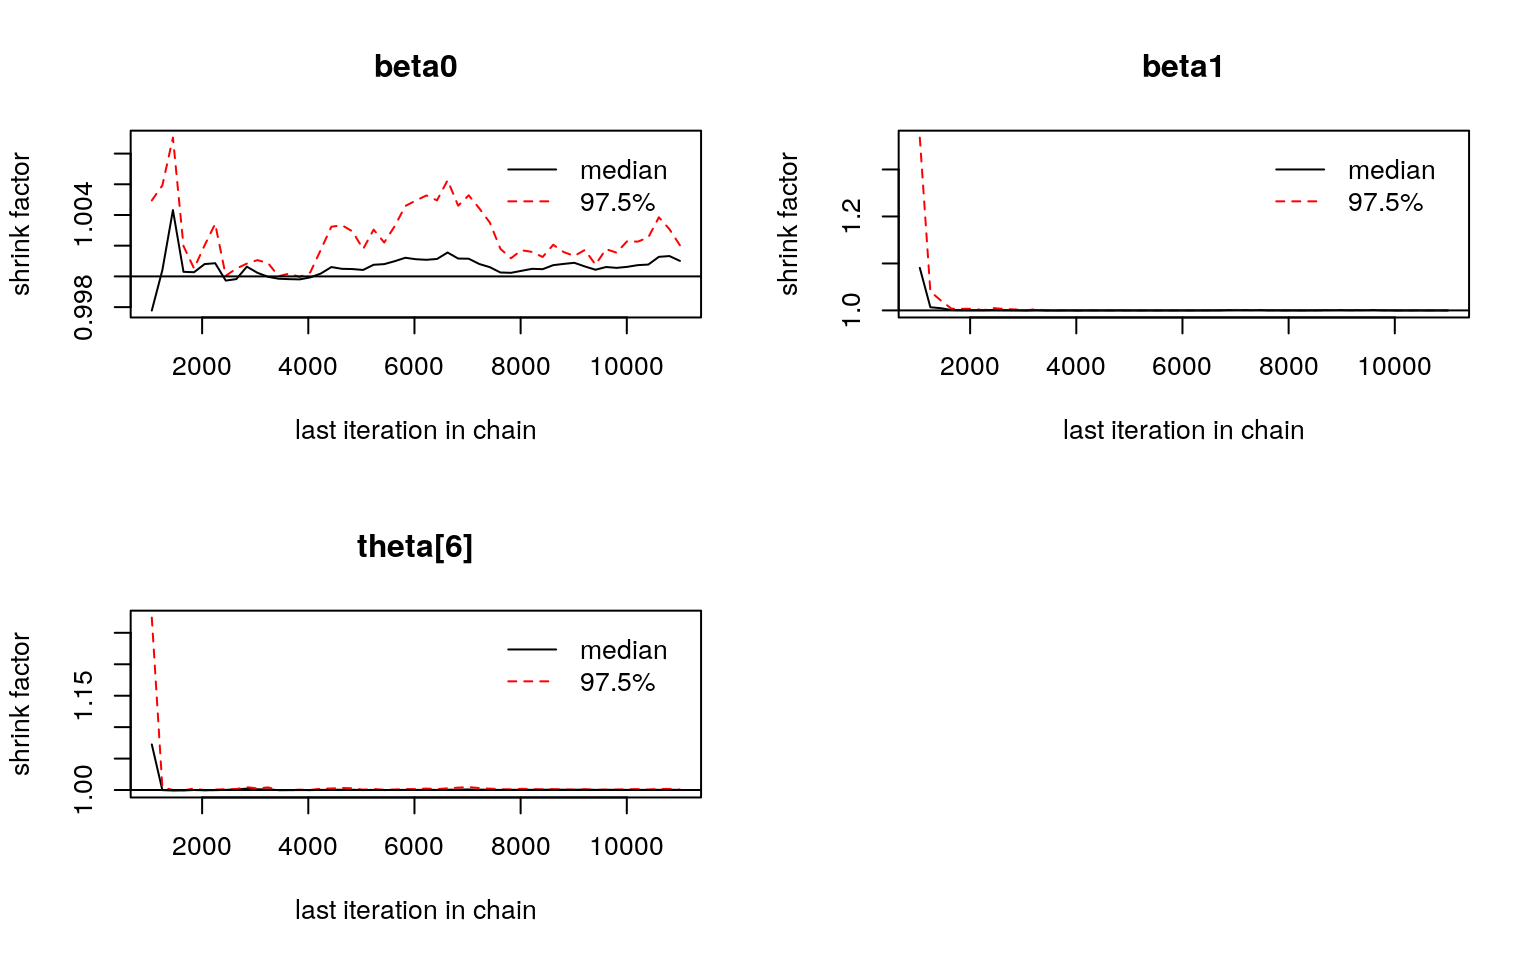 beta0
shrink factor
0.998 1.004
median
97.5%
2000 4000 6000 8000 10000
last iteration in chain
beta1
shrink factor
1.0 1.2
median
97.5%
2000 4000 6000 8000 10000
last iteration in chain
theta[6]
shrink factor
1.00 1.15
median
97.5%
2000 4000 6000 8000 10000
last iteration in chain